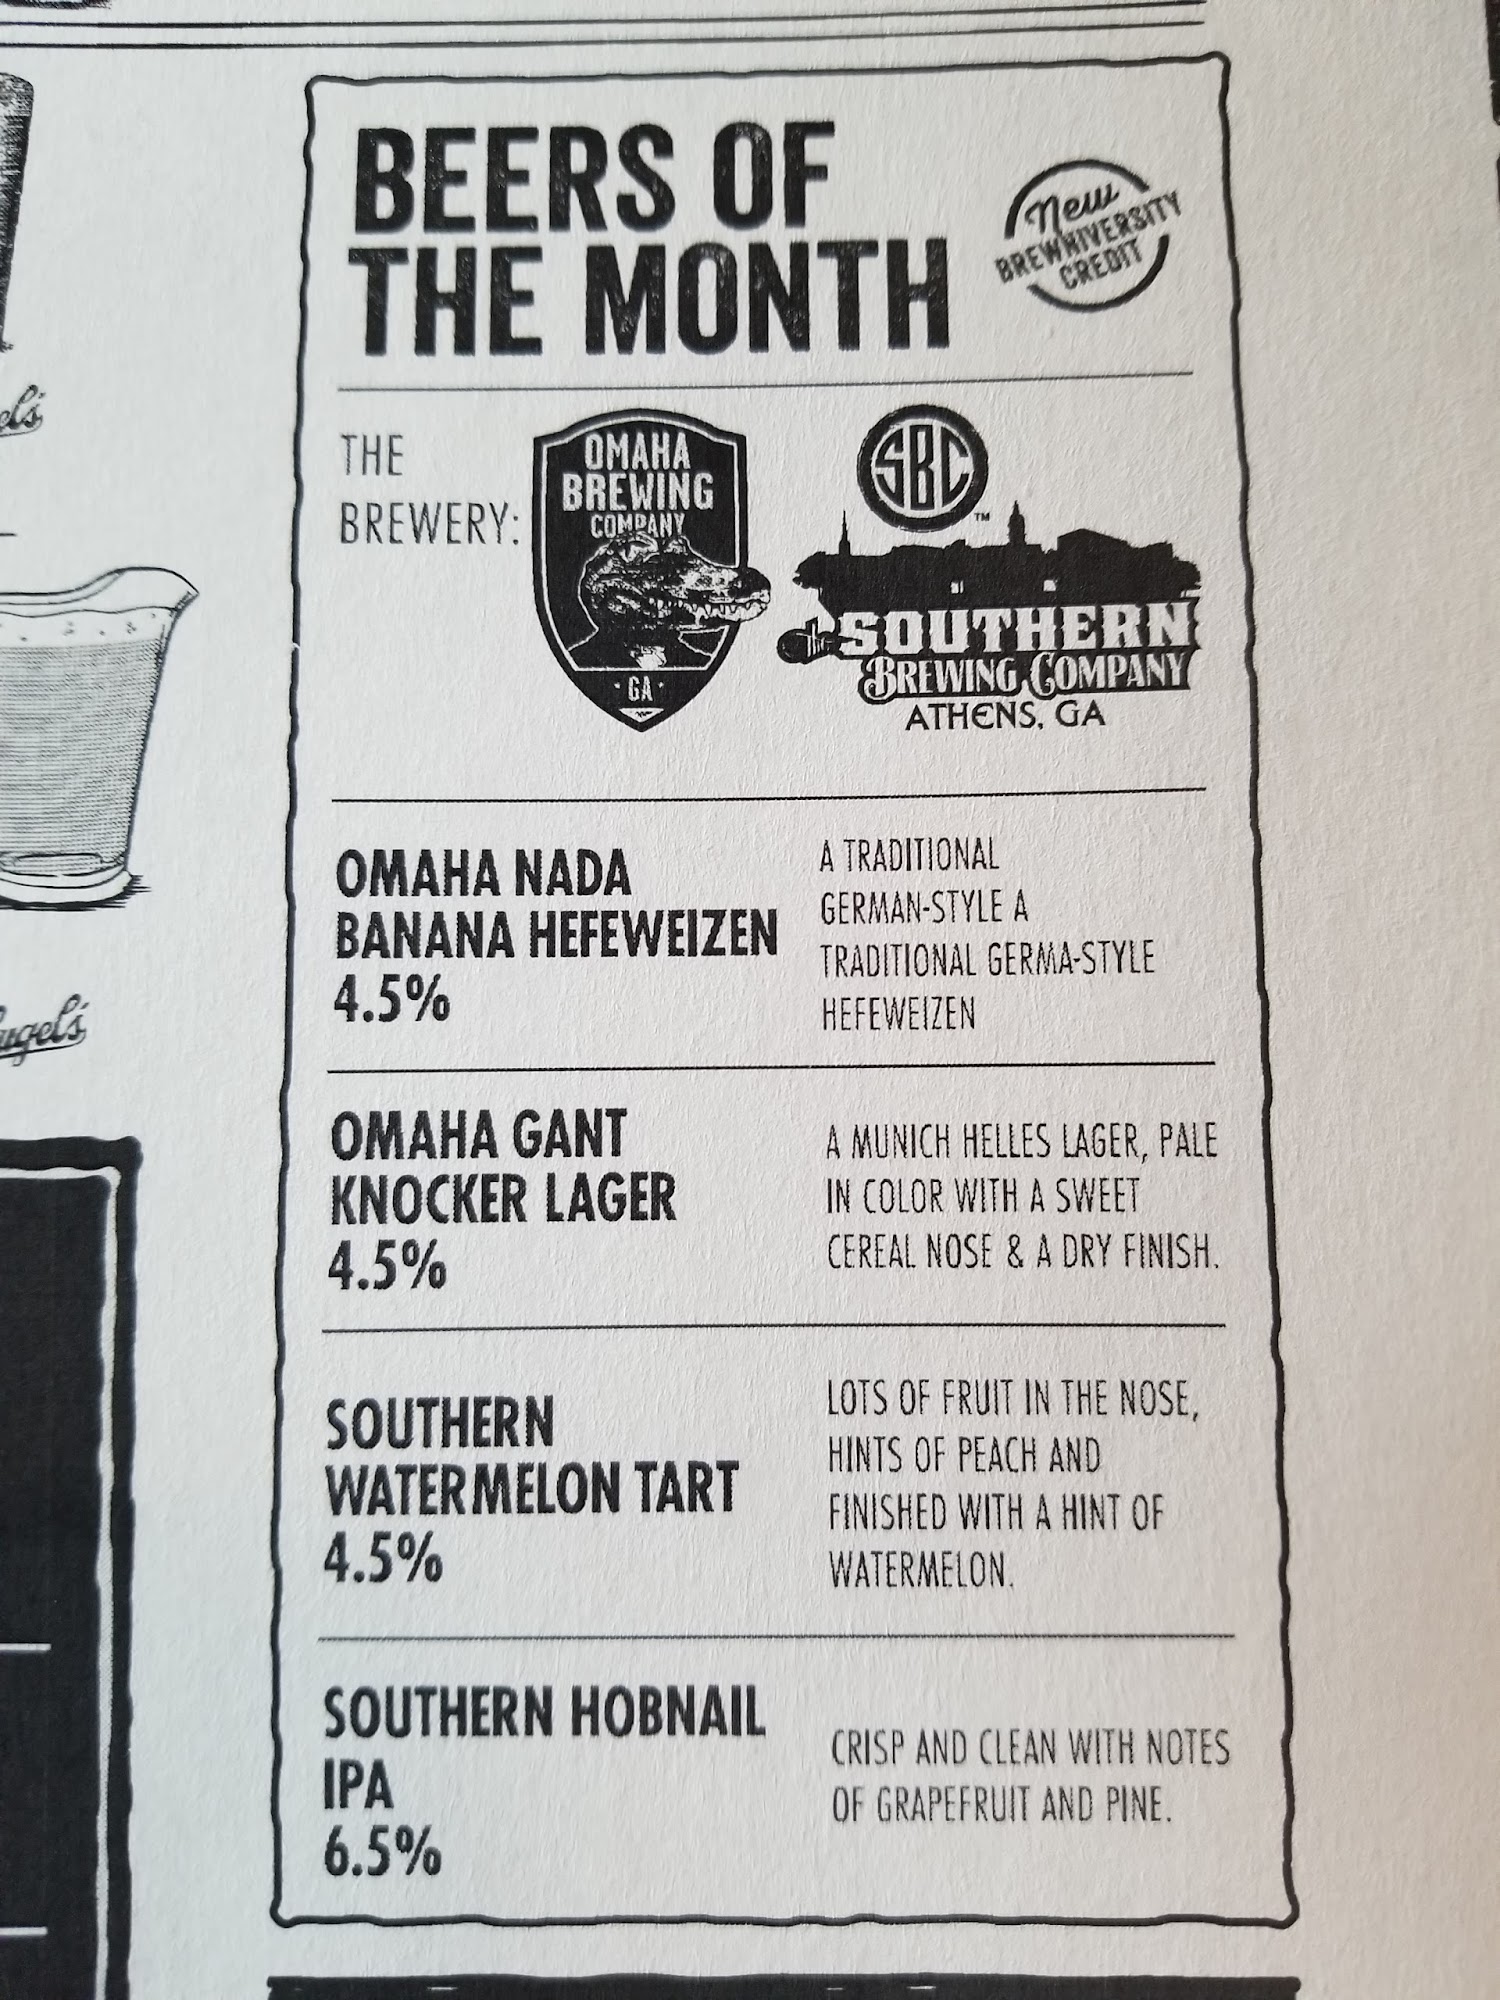 BEERS OF
THE MONTH
New
BREWNIVERSITY
CREDIT
THE
BREWERY:
OMAHA
BREWING
COMPANY
· GA ·
SBC
™
SOUTHERN
BREWING COMPANY
ATHENS, GA
OMAHA NADA
BANANA HEFEWEIZEN
4.5%
A TRADITIONAL
GERMAN-STYLE A
TRADITIONAL GERMA-STYLE
HEFEWEIZEN
OMAHA GANT
KNOCKER LAGER
4.5%
A MUNICH HELLES LAGER, PALE
IN COLOR WITH A SWEET
CEREAL NOSE & A DRY FINISH.
SOUTHERN
WATERMELON TART
4.5%
LOTS OF FRUIT IN THE NOSE,
HINTS OF PEACH AND
FINISHED WITH A HINT OF
WATERMELON.
SOUTHERN HOBNAIL
IPA
6.5%
CRISP AND CLEAN WITH NOTES
OF GRAPEFRUIT AND PINE.